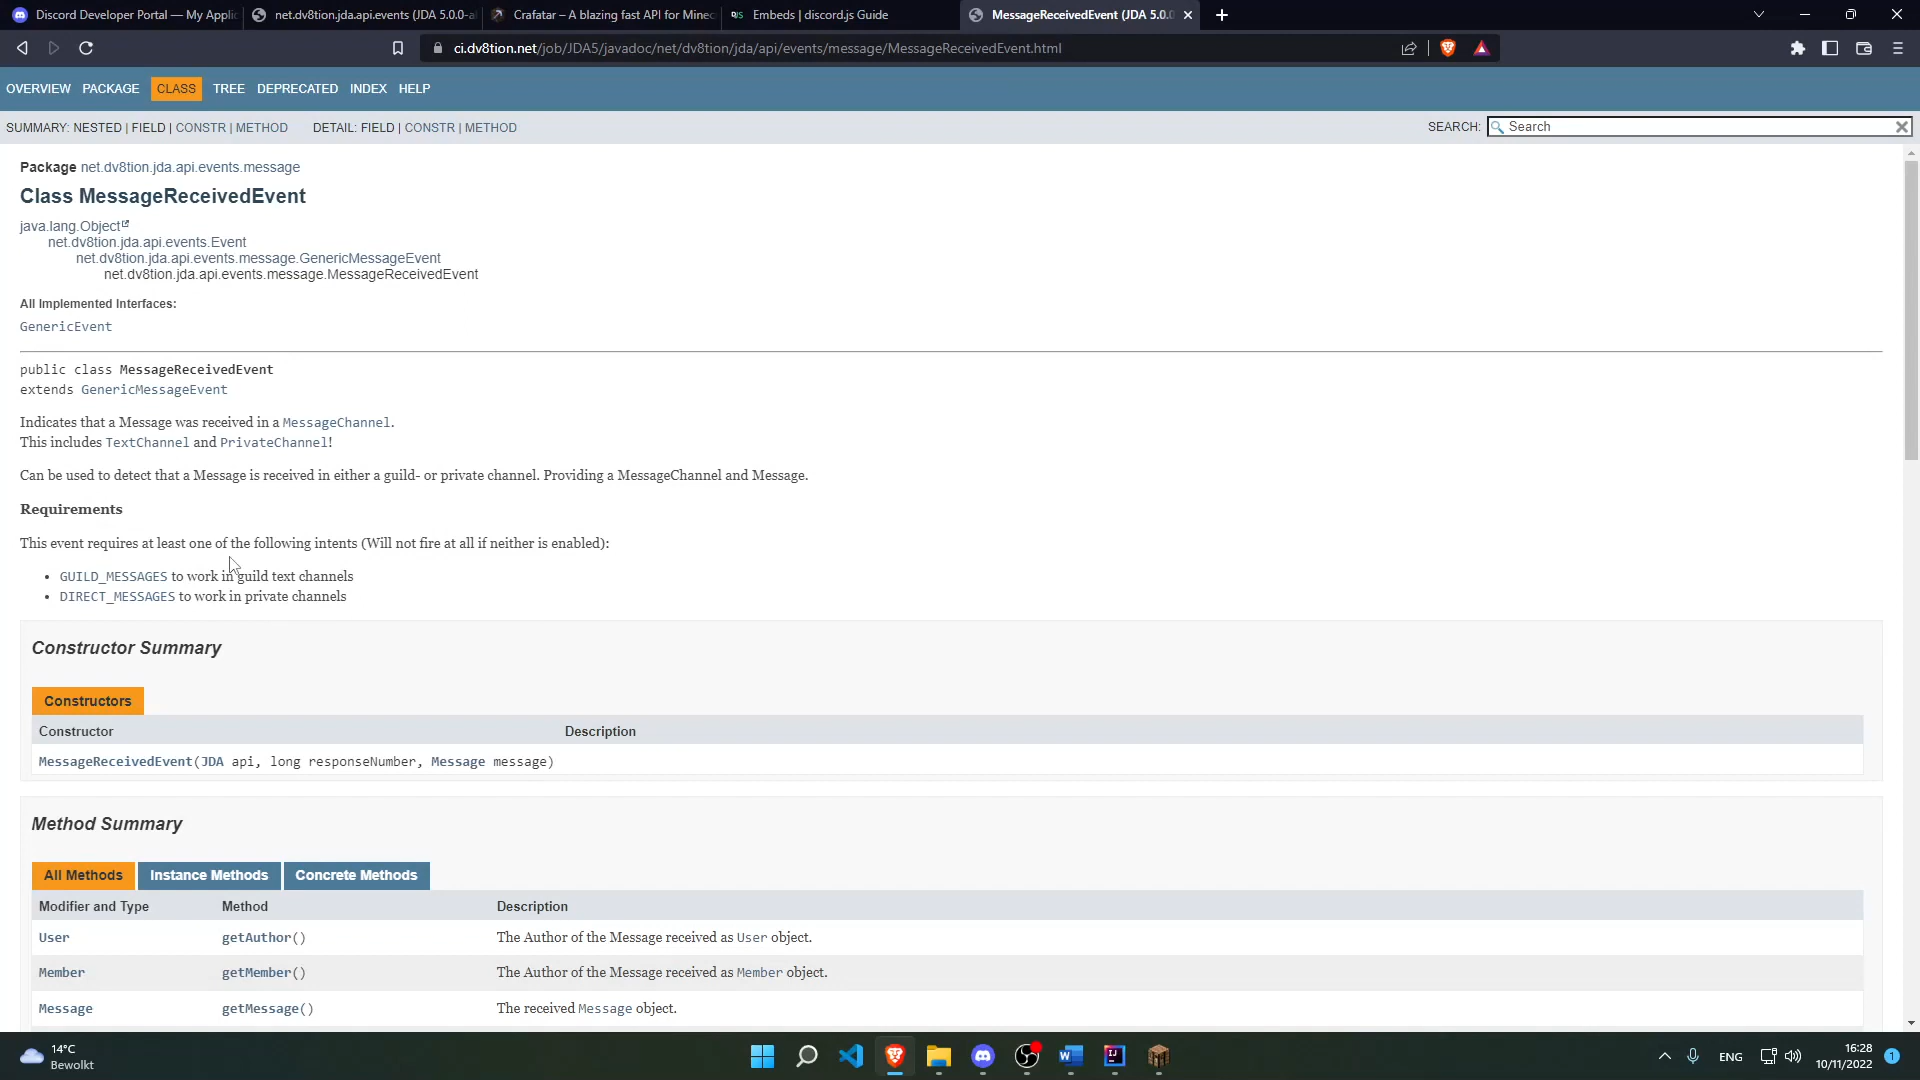 Discord Developer Portal — My Applic
net.dv8tion.jda.api.events (JDA 5.0.0-al
Crafatar – A blazing fast API for Minec
Embeds | discord.js Guide
MessageReceivedEvent (JDA 5.0.0
ci.dv8tion.net/job/JDA5/javadoc/net/dv8tion/jda/api/events/message/MessageReceivedEvent.html
OVERVIEW PACKAGE CLASS TREE DEPRECATED INDEX HELP
SUMMARY: NESTED | FIELD | CONSTR | METHOD DETAIL: FIELD | CONSTR | METHOD
SEARCH: Search
Package net.dv8tion.jda.api.events.message
Class MessageReceivedEvent
java.lang.Object
net.dv8tion.jda.api.events.Event
net.dv8tion.jda.api.events.message.GenericMessageEvent
net.dv8tion.jda.api.events.message.MessageReceivedEvent
All Implemented Interfaces:
GenericEvent
public class MessageReceivedEvent
extends GenericMessageEvent
Indicates that a Message was received in a MessageChannel.
This includes TextChannel and PrivateChannel!
Can be used to detect that a Message is received in either a guild- or private channel. Providing a MessageChannel and Message.
Requirements
This event requires at least one of the following intents (Will not fire at all if neither is enabled):
• GUILD_MESSAGES to work in guild text channels
• DIRECT_MESSAGES to work in private channels
Constructor Summary
Constructors
Constructor Description
MessageReceivedEvent(JDA api, long responseNumber, Message message)
Method Summary
All Methods Instance Methods Concrete Methods
Modifier and Type Method Description
User getAuthor() The Author of the Message received as User object.
Member getMember() The Author of the Message received as Member object.
Message getMessage() The received Message object.
14°C
Bewolkt
ENG
16:28
10/11/2022
1